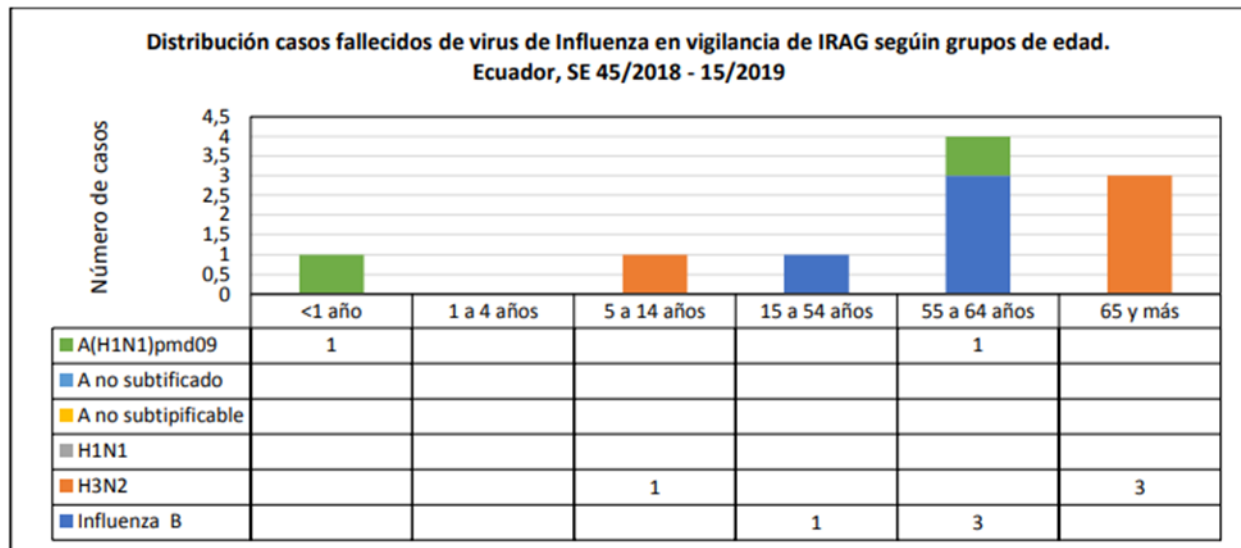 Distribución casos fallecidos de virus de Influenza en vigilancia de IRAG segúin grupos de edad.
Ecuador, SE 45/2018 - 15/2019
Número de casos
4,5
4
3,5
3
2,5
2
1,5
1
0,5
0
<1 año 1 a 4 años 5 a 14 años 15 a 54 años 55 a 64 años 65 y más
A(H1N1)pmd09 1 1
A no subtificado
A no subtipificable
H1N1
H3N2 1 3
Influenza B 1 3